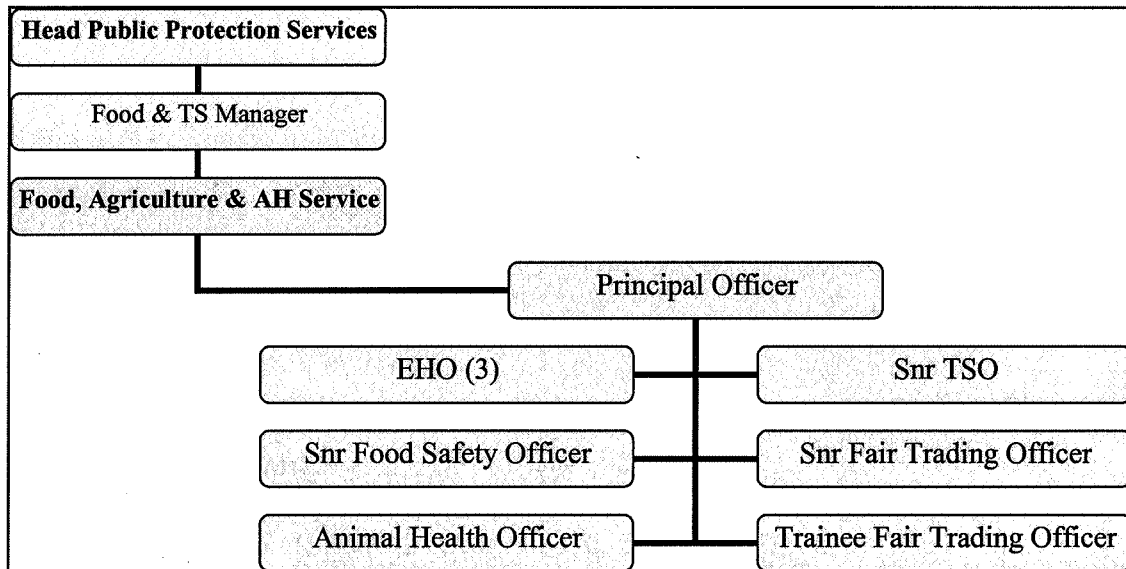 Head Public Protection Services
Food & TS Manager
Food, Agriculture & AH Service
Principal Officer
EHO (3)
Snr TSO
Snr Food Safety Officer
Snr Fair Trading Officer
Animal Health Officer
Trainee Fair Trading Officer